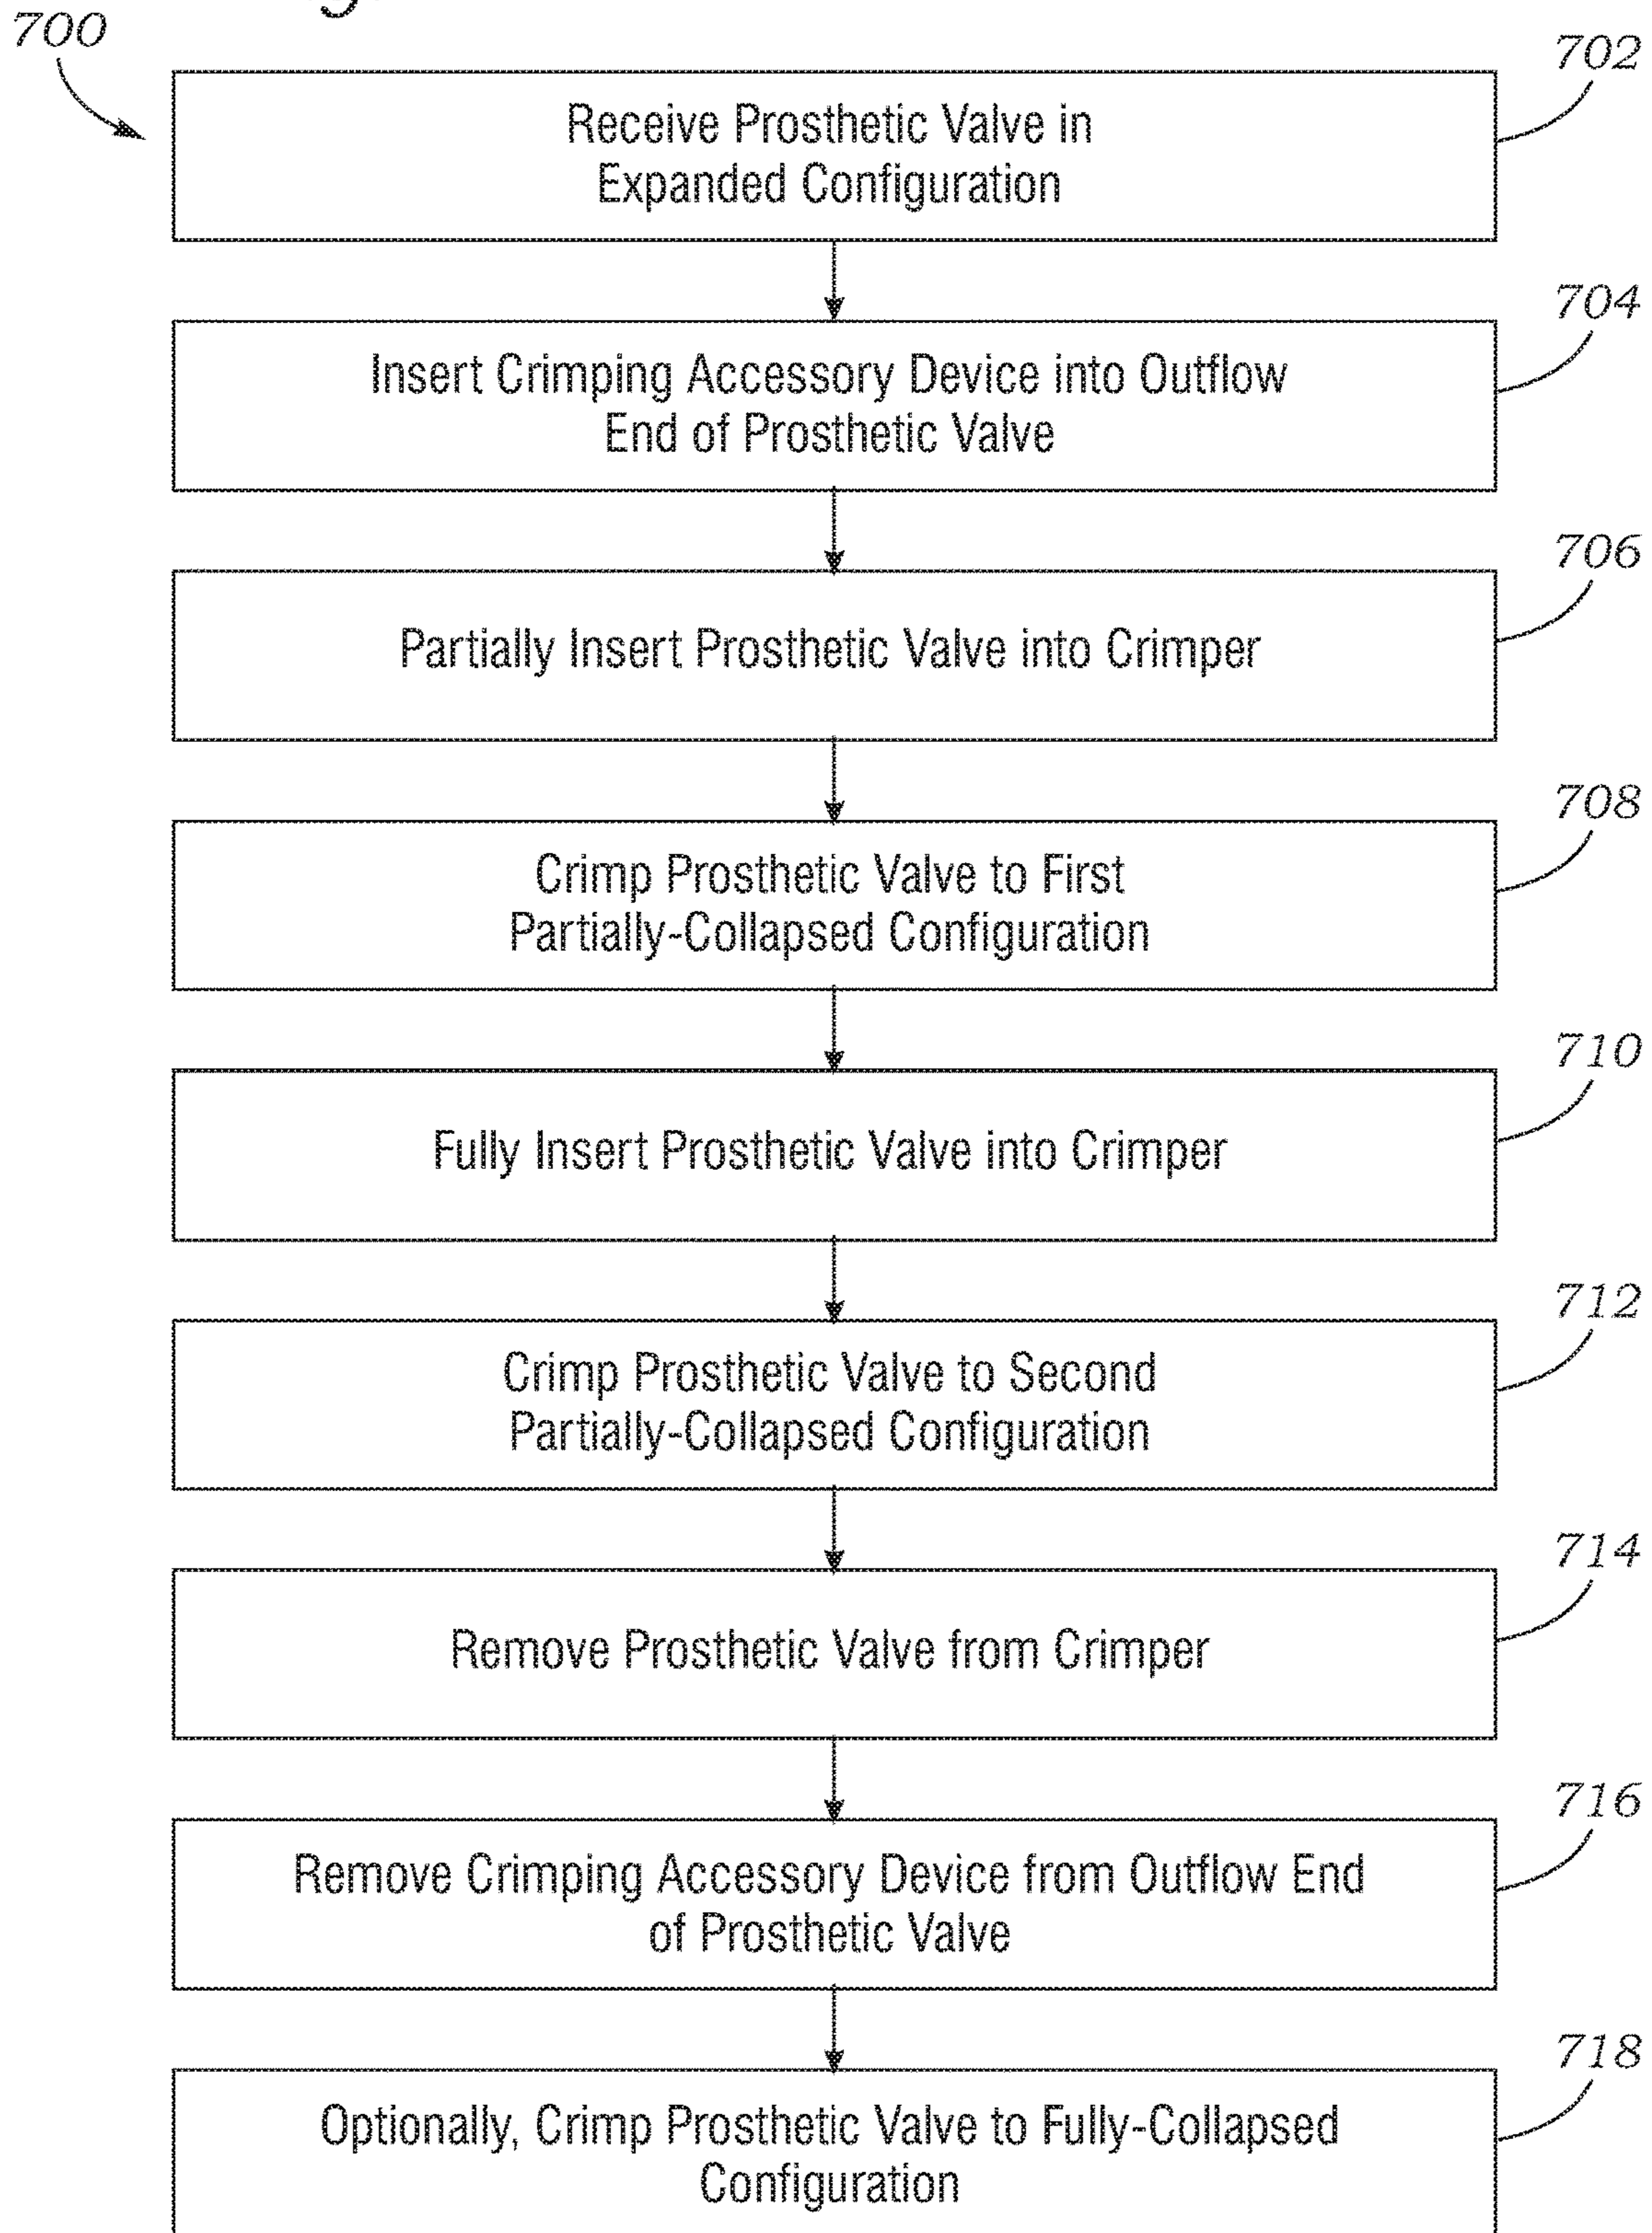 700
702
Receive Prosthetic Valve in
Expanded Configuration
704
Insert Crimping Accessory Device into Outflow
End of Prosthetic Valve
706
Partially Insert Prosthetic Valve into Crimper
708
Crimp Prosthetic Valve to First
Partially-Collapsed Configuration
710
Fully Insert Prosthetic Valve into Crimper
712
Crimp Prosthetic Valve to Second
Partially-Collapsed Configuration
714
Remove Prosthetic Valve from Crimper
716
Remove Crimping Accessory Device from Outflow End
of Prosthetic Valve
718
Optionally, Crimp Prosthetic Valve to Fully-Collapsed
Configuration